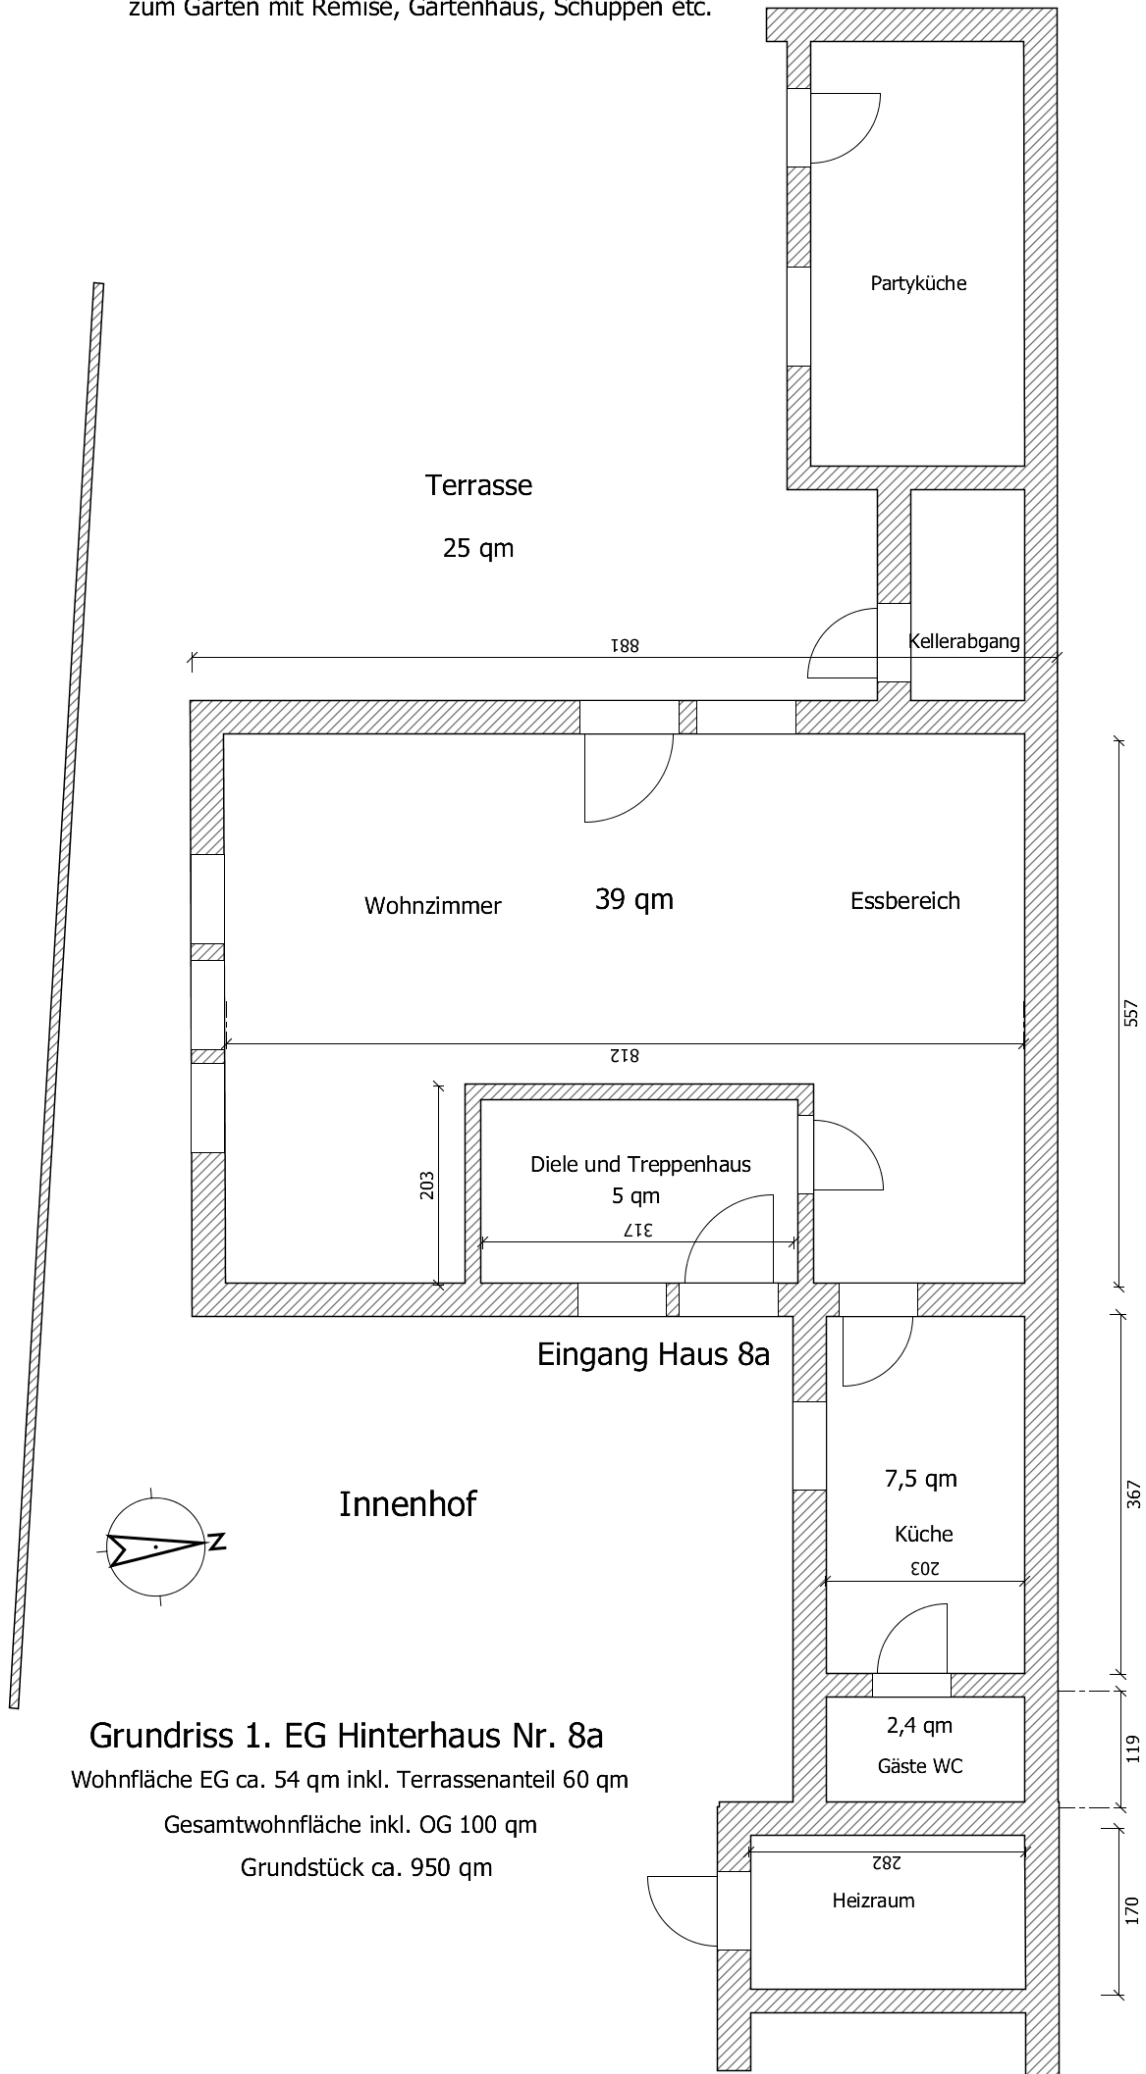 zum Garten mit Remise, Gartenhaus, Schuppen etc.
Partyküche
Terrasse
25 qm
Kellerabgang
881
Wohnzimmer
39 qm
Essbereich
557
812
Diele und Treppenhaus
5 qm
203
317
Eingang Haus 8a
7,5 qm
Küche
367
203
Innenhof
N
2,4 qm
Gäste WC
119
Grundriss 1. EG Hinterhaus Nr. 8a
Wohnfläche EG ca. 54 qm inkl. Terrassenanteil 60 qm
Gesamtwohnfläche inkl. OG 100 qm
Grundstück ca. 950 qm
282
Heizraum
170